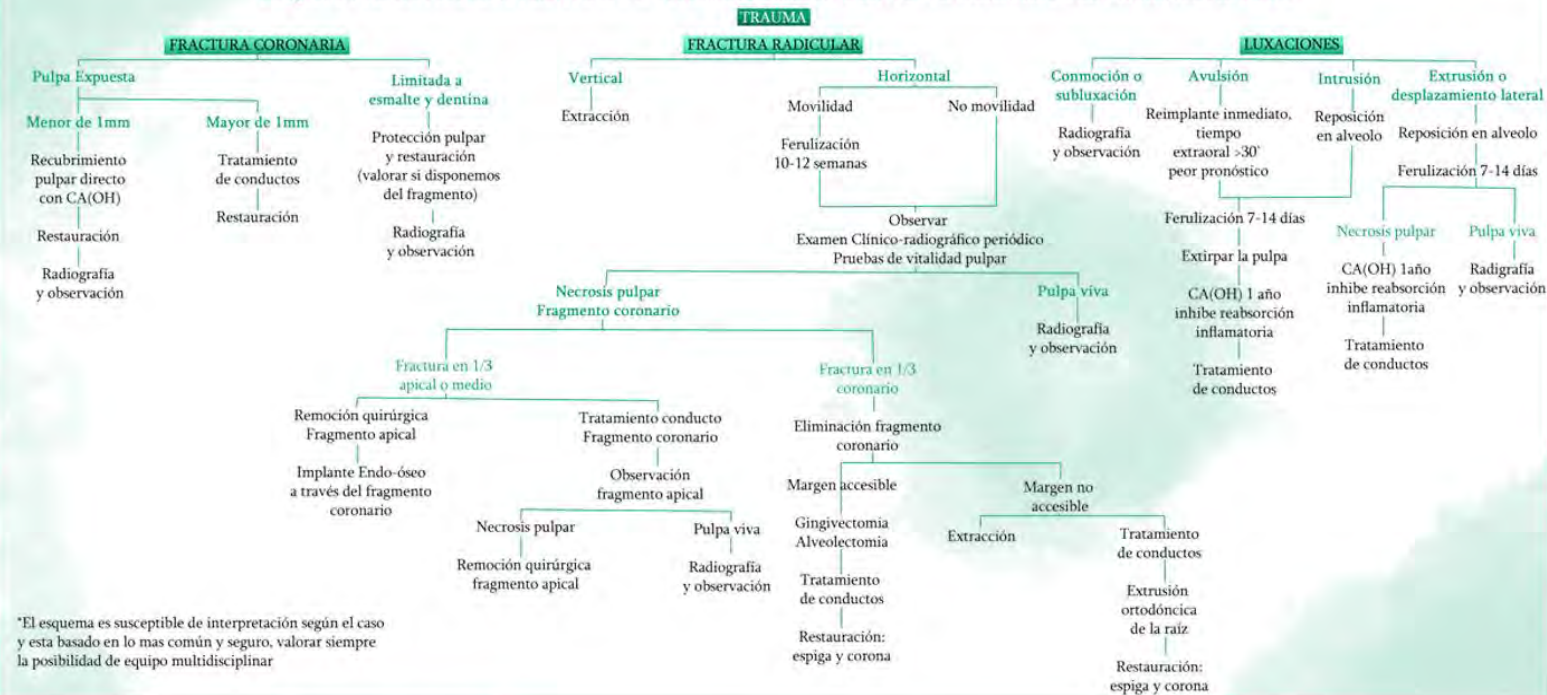 TRAUMA
FRACTURA CORONARIA
Pulpa Expuesta
Menor de 1mm
Recubrimiento
pulpar directo
con CA(OH)
Restauración
Radiografía
y observación
Mayor de 1mm
Tratamiento
de conductos
Restauración
Limitada a
esmalte y dentina
Protección pulpar
y restauración
(valorar si disponemos
del fragmento)
Radiografía
y observación
FRACTURA RADICULAR
Vertical
Extracción
Horizontal
Movilidad
Ferulización
10-12 semanas
No movilidad
Observar
Examen Clínico-radiográfico periódico
Pruebas de vitalidad pulpar
Necrosis pulpar
Fragmento coronario
Fractura en 1/3
apical o medio
Remoción quirúrgica
Fragmento apical
Implante Endo-óseo
a través del fragmento
coronario
Tratamiento conducto
Fragmento coronario
Observación
fragmento apical
Necrosis pulpar
Remoción quirúrgica
fragmento apical
Pulpa viva
Radiografía
y observación
Fractura en 1/3
coronario
Eliminación fragmento
coronario
Margen accesible
Gingivectomia
Alveolectomia
Tratamiento
de conductos
Restauración:
espiga y corona
Margen no
accesible
Extracción
Tratamiento
de conductos
Extrusión
ortodóncica
de la raíz
Restauración:
espiga y corona
Pulpa viva
Radiografía
y observación
LUXACIONES
Conmoción o
subluxación
Radiografía
y observación
Avulsión
Reimplante inmediato,
tiempo
extraoral >30'
peor pronóstico
Intrusión
Reposición
en alveolo
Ferulización 7-14 días
Extirpar la pulpa
CA(OH) 1 año
inhibe reabsorción
inflamatoria
Tratamiento
de conductos
Extrusión o
desplazamiento lateral
Reposición en alveolo
Ferulización 7-14 días
Necrosis pulpar
CA(OH) 1año
inhibe reabsorción
inflamatoria
Tratamiento
de conductos
Pulpa viva
Radigrafía
y observación
*El esquema es susceptible de interpretación según el caso
y esta basado en lo mas común y seguro, valorar siempre
la posibilidad de equipo multidisciplinar